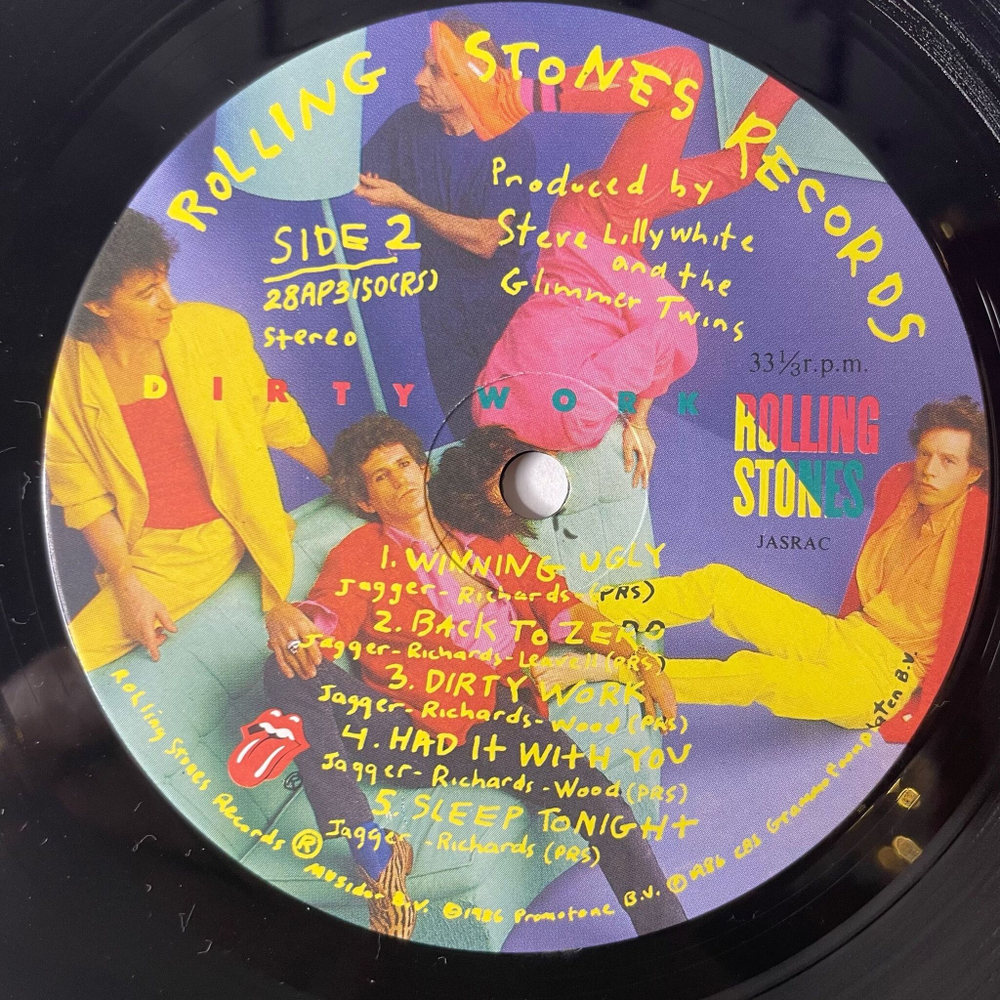 ROLLING STONES RECORDS
SIDE 2
28AP3150(RS)
Stereo
Produced by
Steve Lillywhite
and the
Glimmer Twins
33⅓r.p.m.
DIRTY WORK
ROLLING
STONES
JASRAC
1. WINNING UGLY
Jagger-Richards-(PRS)
2. BACK TO ZERO
Jagger-Richards-Leavell(PRS)
3. DIRTY WORK
Jagger-Richards-Wood(PRS)
4. HAD IT WITH YOU
Jagger-Richards-Wood(PRS)
5. SLEEP TONIGHT
Jagger-Richards(PRS)
®
Rolling Stones Records ® MUSidor B.V. ℗1986 Promotone B.V. ©1986 CBS Grammofoonplaten B.V.